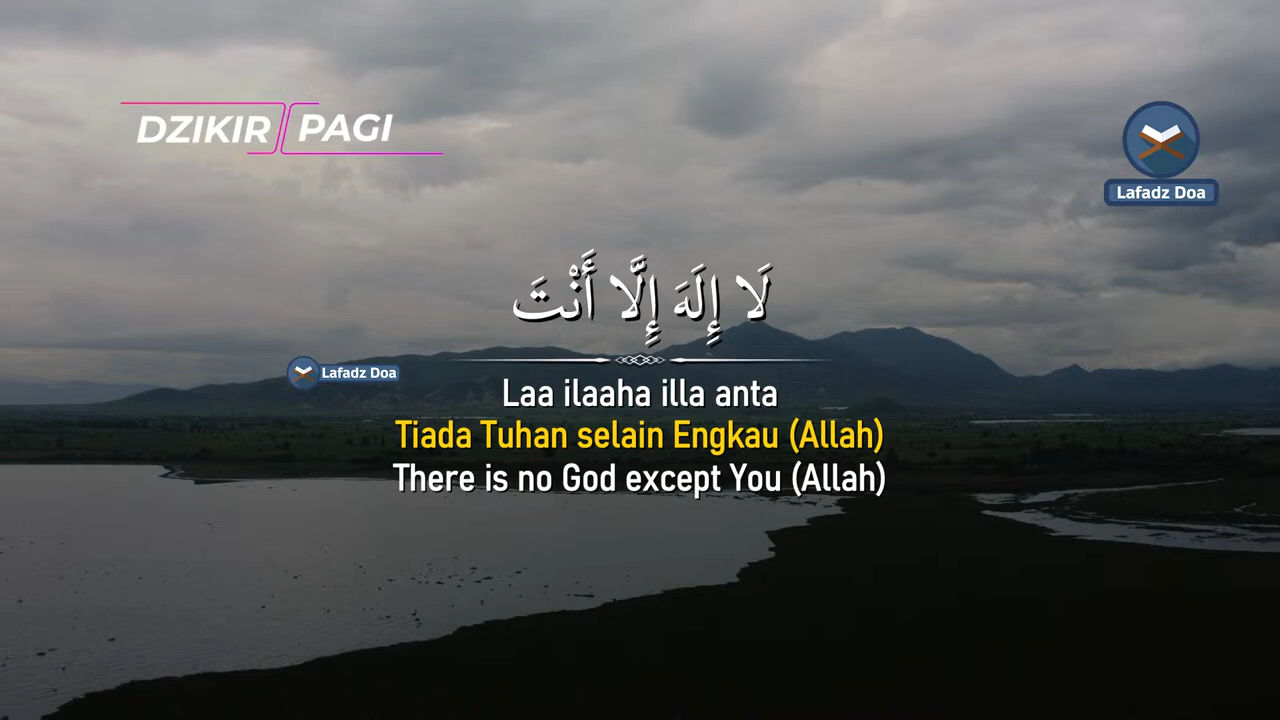 DZIKIR PAGI
Lafadz Doa
لَا إِلَهَ إِلَّا أَنْتَ
Lafadz Doa
Laa ilaaha illa anta
Tiada Tuhan selain Engkau (Allah)
There is no God except You (Allah)